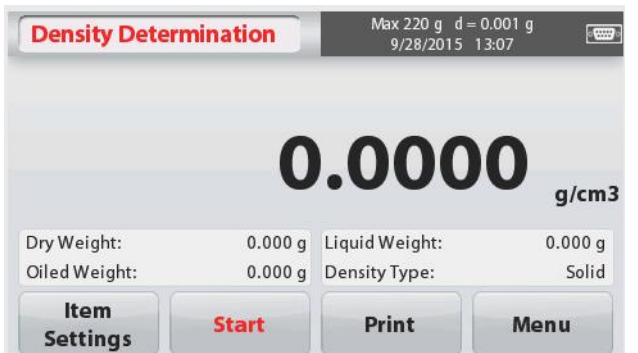 Density Determination
Max 220 g d = 0.001 g
9/28/2015 13:07
0.0000
g/cm3
Dry Weight: 0.000 g Liquid Weight: 0.000 g
Oiled Weight: 0.000 g Density Type: Solid
Item
Settings
Start
Print
Menu